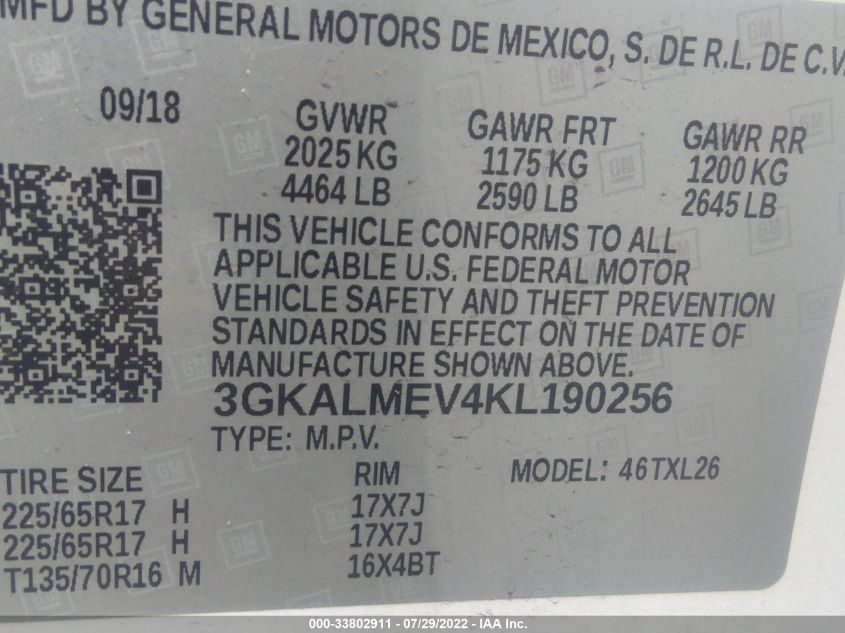 MFD BY GENERAL MOTORS DE MEXICO, S. DE R.L. DE C.V.
09/18 GVWR GAWR FRT GAWR RR
2025 KG 1175 KG 1200 KG
4464 LB 2590 LB 2645 LB
THIS VEHICLE CONFORMS TO ALL
APPLICABLE U.S. FEDERAL MOTOR
VEHICLE SAFETY AND THEFT PREVENTION
STANDARDS IN EFFECT ON THE DATE OF
MANUFACTURE SHOWN ABOVE.
3GKALMEV4KL190256
TYPE: M.P.V.
TIRE SIZE RIM MODEL: 46TXL26
225/65R17 H 17X7J
225/65R17 H 17X7J
T135/70R16 M 16X4BT
000-33802911 - 07/29/2022 - IAA Inc.